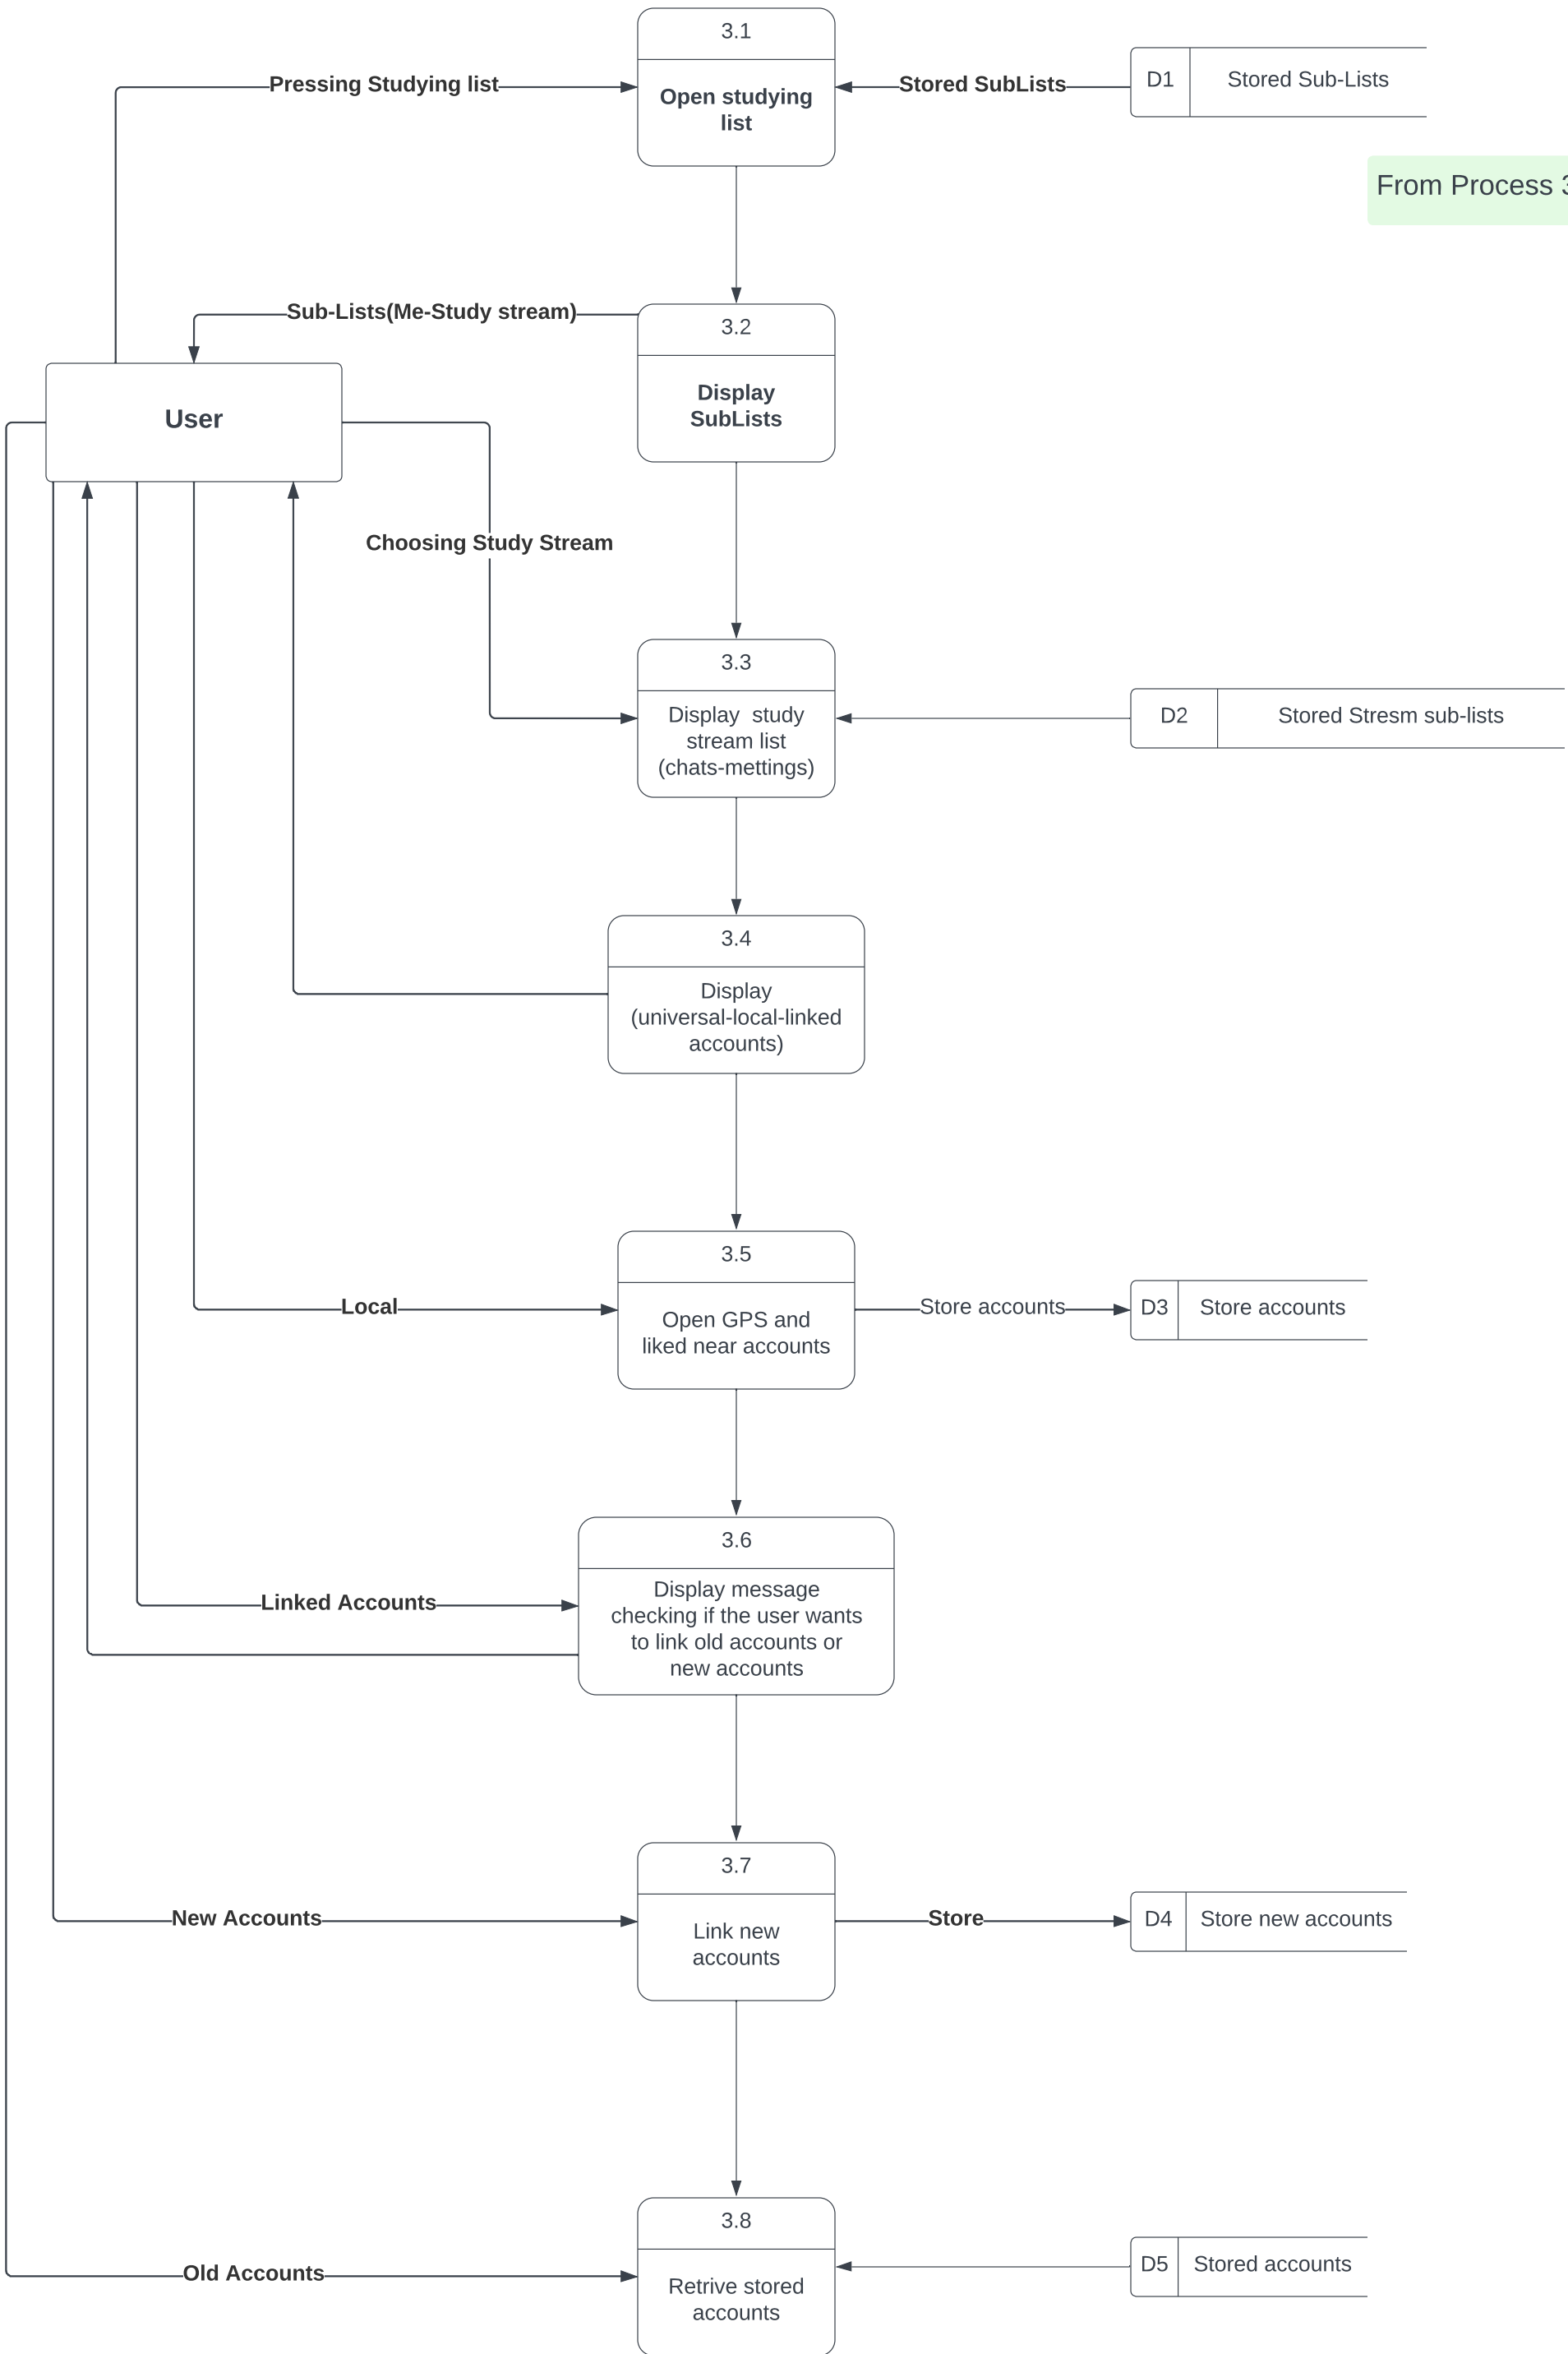 3.1
Pressing Studying list
Open studying
list
Stored SubLists
D1
Stored Sub-Lists
From Process 3
Sub-Lists(Me-Study stream)
3.2
Display
SubLists
User
Choosing Study Stream
3.3
Display  study
stream list
(chats-mettings)
D2
Stored Stresm sub-lists
3.4
Display
(universal-local-linked
accounts)
3.5
Local
Open GPS and
liked near accounts
Store accounts
D3
Store accounts
3.6
Linked Accounts
Display message
checking if the user wants
to link old accounts or
new accounts
3.7
New Accounts
Link new
accounts
Store
D4
Store new accounts
3.8
Old Accounts
Retrive stored
accounts
D5
Stored accounts